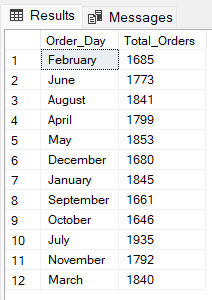 Results Messages
Order_Day Total_Orders
1 February 1685
2 June 1773
3 August 1841
4 April 1799
5 May 1853
6 December 1680
7 January 1845
8 September 1661
9 October 1646
10 July 1935
11 November 1792
12 March 1840